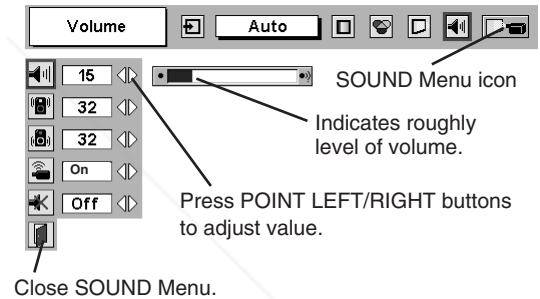 Volume
Auto
SOUND Menu icon
15
32
32
On
Off
Indicates roughly
level of volume.
Press POINT LEFT/RIGHT buttons
to adjust value.
Close SOUND Menu.